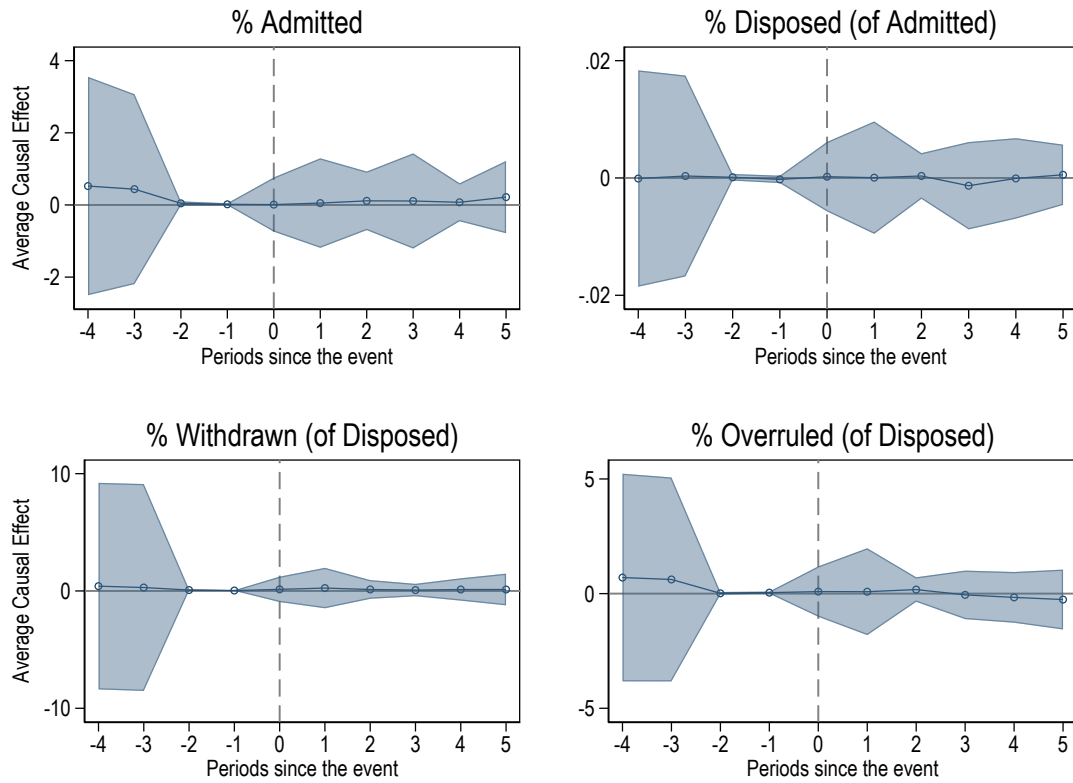 % Admitted
4
2
0
-2
Average Causal Effect
-4 -3 -2 -1 0 1 2 3 4 5
Periods since the event
% Disposed (of Admitted)
.02
0
-.02
-4 -3 -2 -1 0 1 2 3 4 5
Periods since the event
% Withdrawn (of Disposed)
10
0
-10
Average Causal Effect
-4 -3 -2 -1 0 1 2 3 4 5
Periods since the event
% Overruled (of Disposed)
5
0
-5
-4 -3 -2 -1 0 1 2 3 4 5
Periods since the event